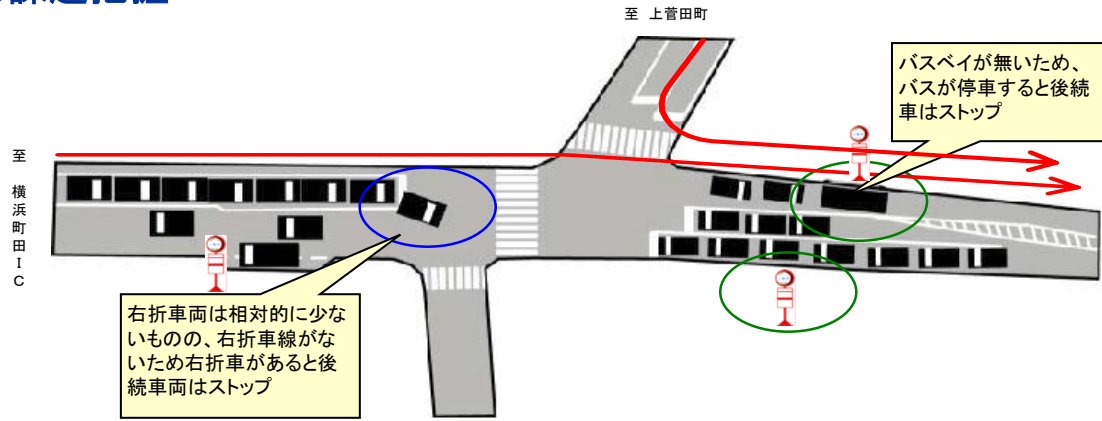 至 上菅田町
バスベイが無いため、
バスが停車すると後続
車はストップ
至 横浜町田IC
右折車両は相対的に少な
いものの、右折車線がな
いため右折車があると後
続車両はストップ